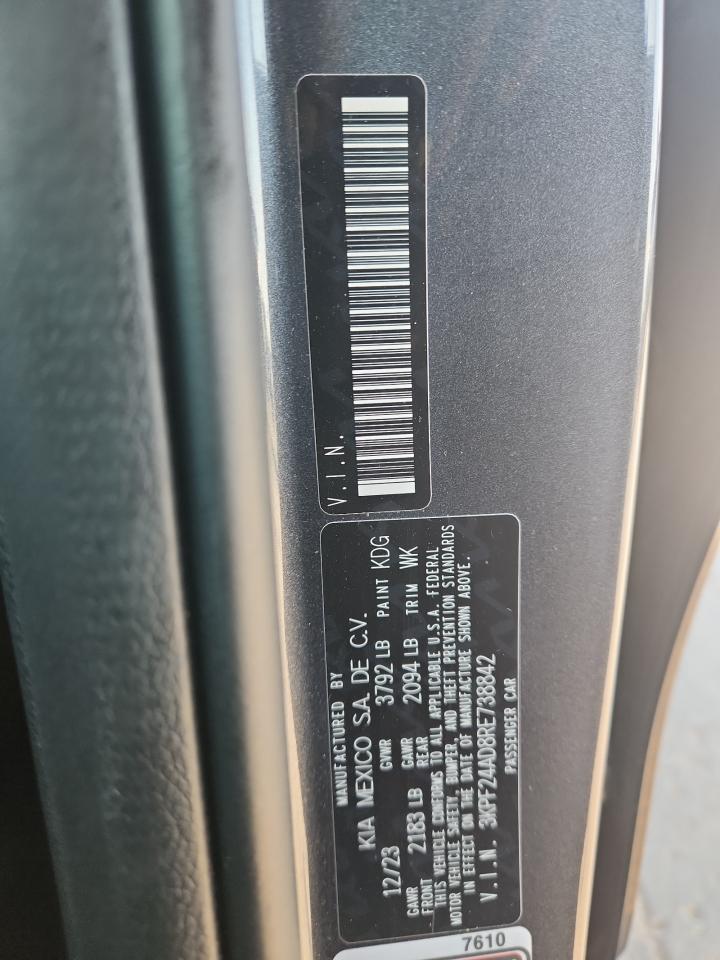 V.I.N.
MANUFACTURED BY
KIA MEXICO S.A. DE C.V.
12/23 GVWR 3792 LB PAINT KDG
GAWR FRONT 2183 LB GAWR REAR 2094 LB TRIM WK
THIS VEHICLE CONFORMS TO ALL APPLICABLE U.S.A. FEDERAL
MOTOR VEHICLE SAFETY, BUMPER, AND THEFT PREVENTION STANDARDS
IN EFFECT ON THE DATE OF MANUFACTURE SHOWN ABOVE.
V.I.N. 3KPF24AD8RE738842
PASSENGER CAR
7610